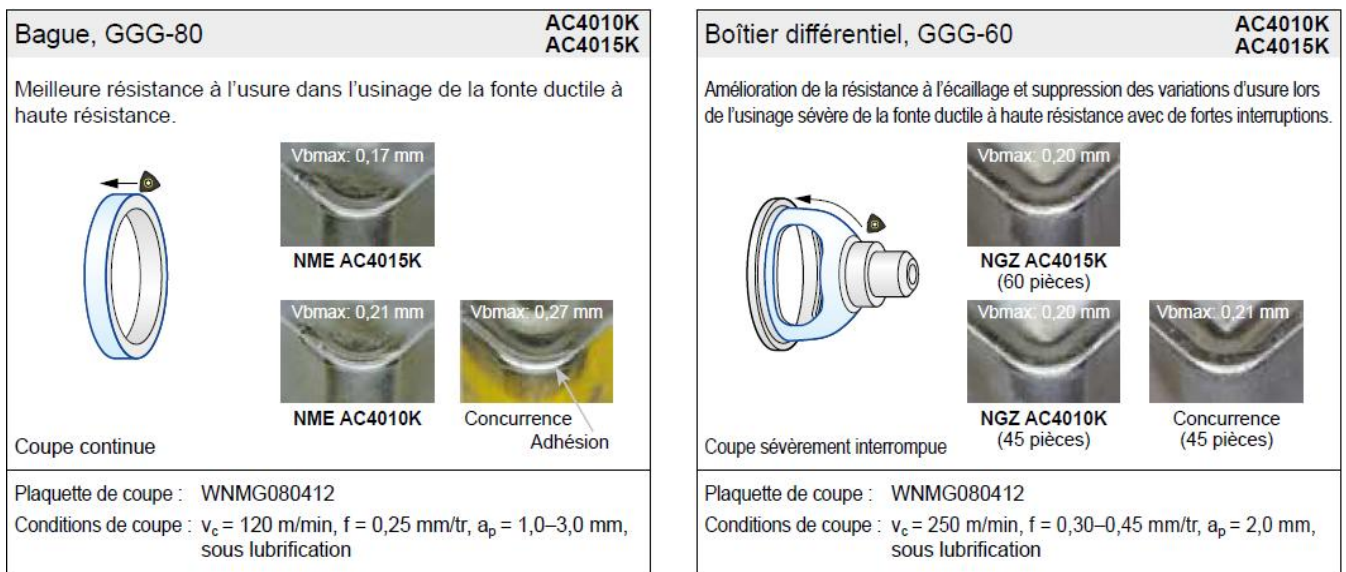 Bague, GGG-80
AC4010K
AC4015K
Meilleure résistance à l'usure dans l'usinage de la fonte ductile à
haute résistance.
Vbmax: 0,17 mm
NME AC4015K
Vbmax: 0,21 mm
Vbmax: 0,27 mm
NME AC4010K
Concurrence
Adhésion
Coupe continue
Plaquette de coupe : WNMG080412
Conditions de coupe : vc = 120 m/min, f = 0,25 mm/tr, ap = 1,0–3,0 mm,
sous lubrification
Boîtier différentiel, GGG-60
AC4010K
AC4015K
Amélioration de la résistance à l'écaillage et suppression des variations d'usure lors
de l'usinage sévère de la fonte ductile à haute résistance avec de fortes interruptions.
Vbmax: 0,20 mm
NGZ AC4015K
(60 pièces)
Vbmax: 0,20 mm
Vbmax: 0,21 mm
NGZ AC4010K
(45 pièces)
Concurrence
(45 pièces)
Coupe sévèrement interrompue
Plaquette de coupe : WNMG080412
Conditions de coupe : vc = 250 m/min, f = 0,30–0,45 mm/tr, ap = 2,0 mm,
sous lubrification